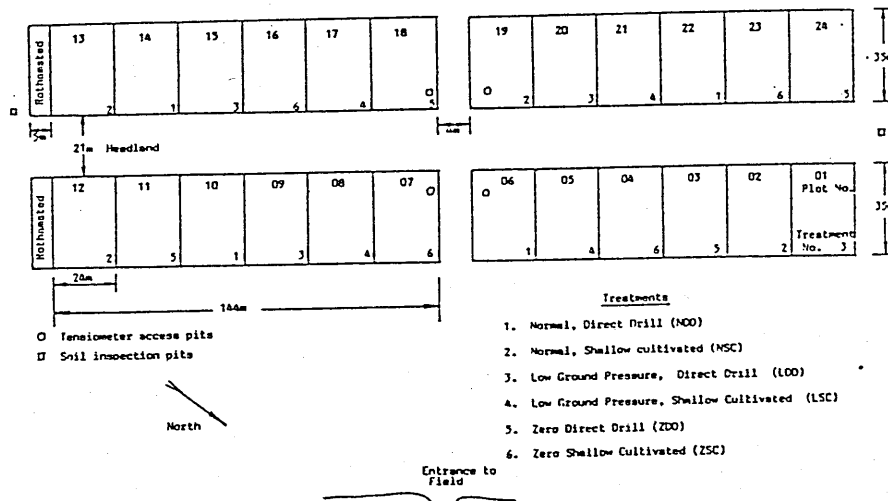 13 14 15 16 17 18 19 20 21 22 23 24
Rothamsted
2 1 3 6 4 5 2 3 4 1 6 5
35m
5m
21m Headland
12 11 10 09 08 07 06 05 04 03 02 01
Plot No.
Rothamsted
Treatment
No. 3
2 5 1 3 4 6 1 4 6 5 2
35m
24m
144m
Tensiometer access pits
Soil inspection pits
North
Treatments
1. Normal, Direct Drill (NDD)
2. Normal, Shallow cultivated (NSC)
3. Low Ground Pressure, Direct Drill (LDD)
4. Low Ground Pressure, Shallow Cultivated (LSC)
5. Zero Direct Drill (ZDD)
6. Zero Shallow Cultivated (ZSC)
Entrance to
Field